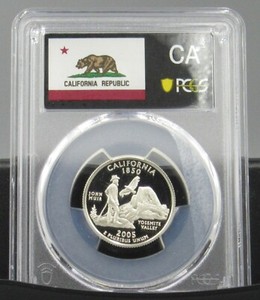 CALIFORNIA REPUBLIC
CA
PCGS
CALIFORNIA
1850
JOHN
MUIR
YOSEMITE
VALLEY
2005
E PLURIBUS UNUM